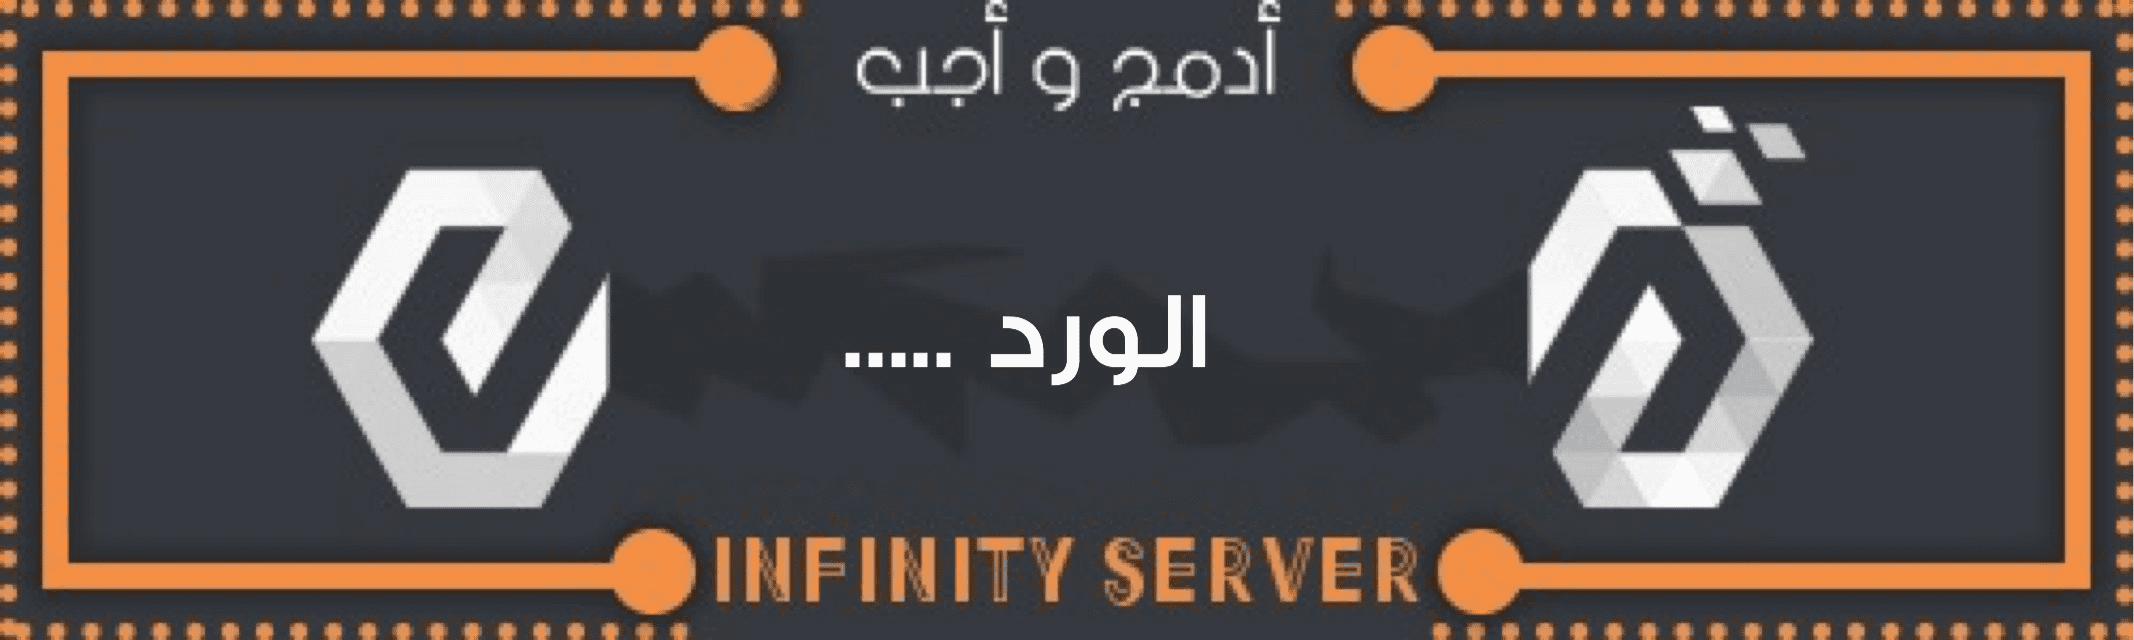 أدمج و أجب
الورد .....
INFINITY SERVER